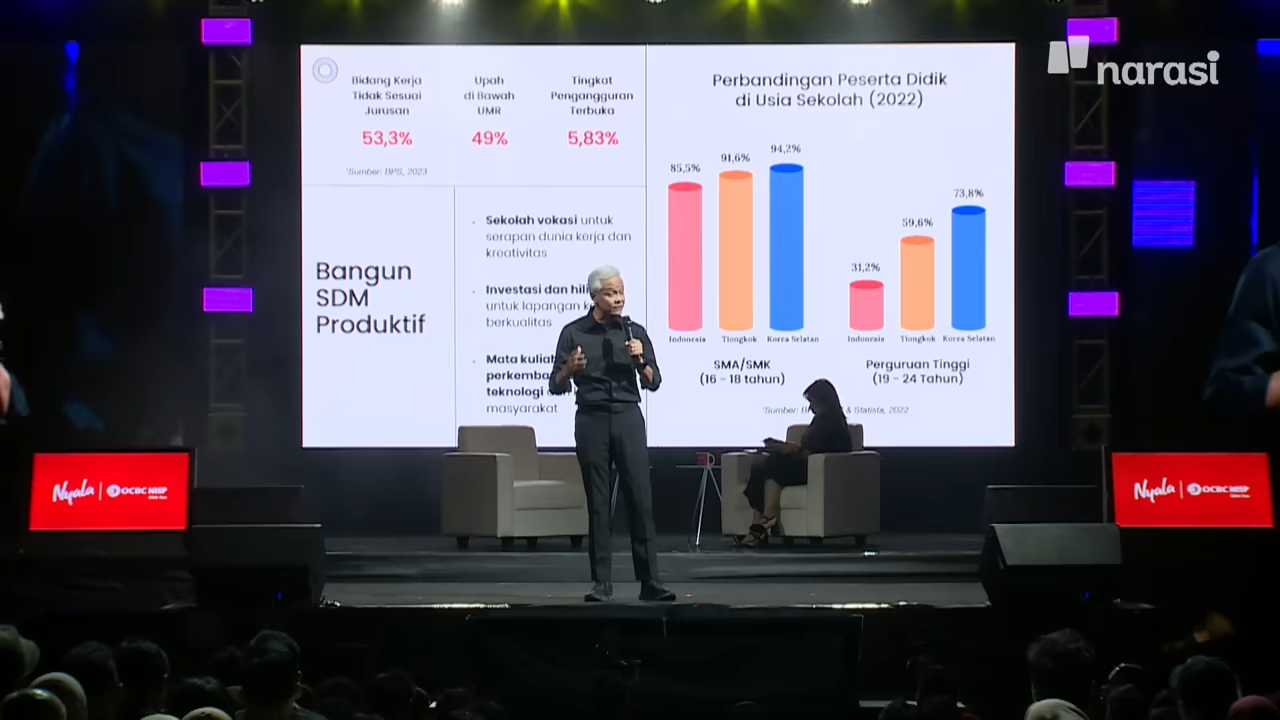 narasi
Bidang Kerja
Tidak Sesuai
Jurusan
53,3%
Upah
di Bawah
UMR
49%
Tingkat
Pengangguran
Terbuka
5,83%
*Sumber: BPS, 2023
Bangun
SDM
Produktif
Sekolah vokasi untuk
serapan dunia kerja dan
kreativitas
Investasi dan
untuk lapangan
berkualitas
Mata
teknologi
masyarakat
Perbandingan Peserta Didik
di Usia Sekolah (2022)
85,5%
91,6%
94,2%
Indonesia
Tiongkok
Korea Selatan
SMA/SMK
(16 - 18 tahun)
31,2%
59,6%
73,8%
Indonesia
Tiongkok
Korea Selatan
Perguruan Tinggi
(19 - 24 Tahun)
*Sumber: & Statista, 2022
Nyala | OCBC NISP
Nyala | OCBC NISP